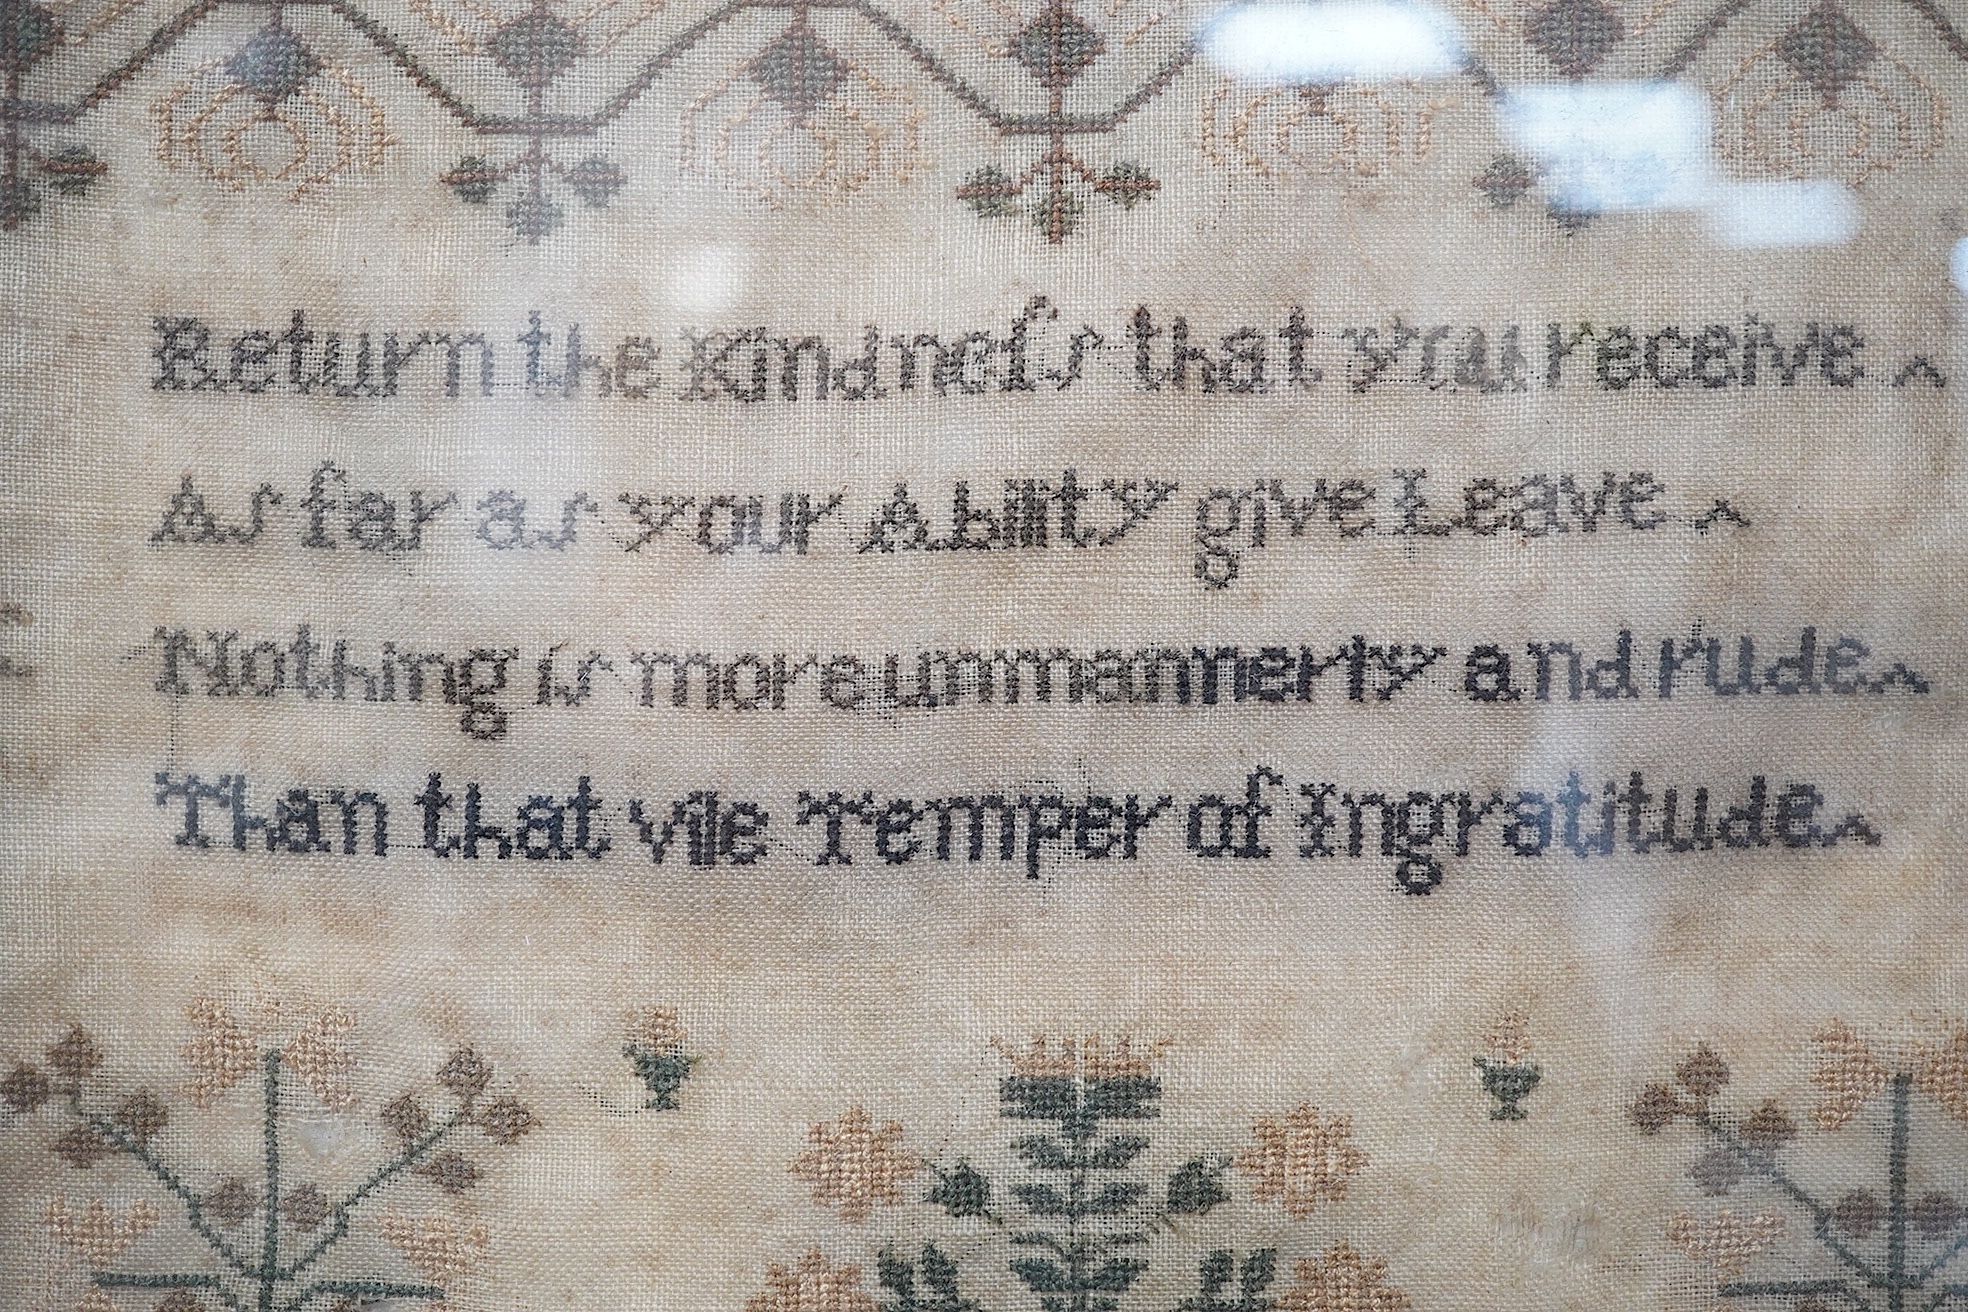 Return the Kindneſs that you receive
As far as your Ability give Leave
Nothing is more unmannerly and rude
Than that vile Temper of Ingratitude